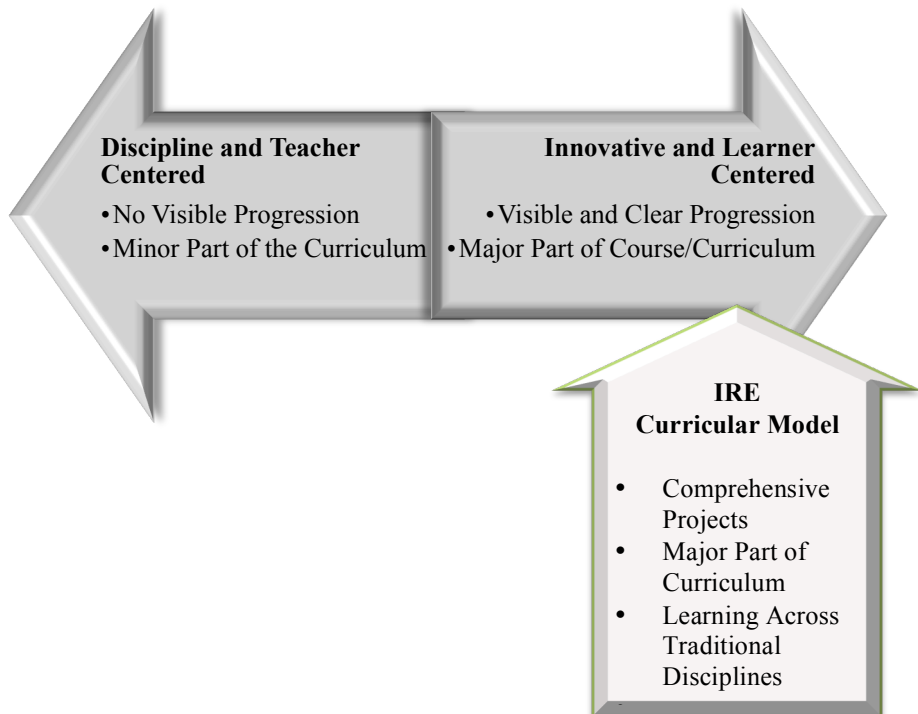 Discipline and Teacher
Centered
•No Visible Progression
•Minor Part of the Curriculum
Innovative and Learner
Centered
•Visible and Clear Progression
•Major Part of Course/Curriculum
IRE
Curricular Model
• Comprehensive
Projects
• Major Part of
Curriculum
• Learning Across
Traditional
Disciplines